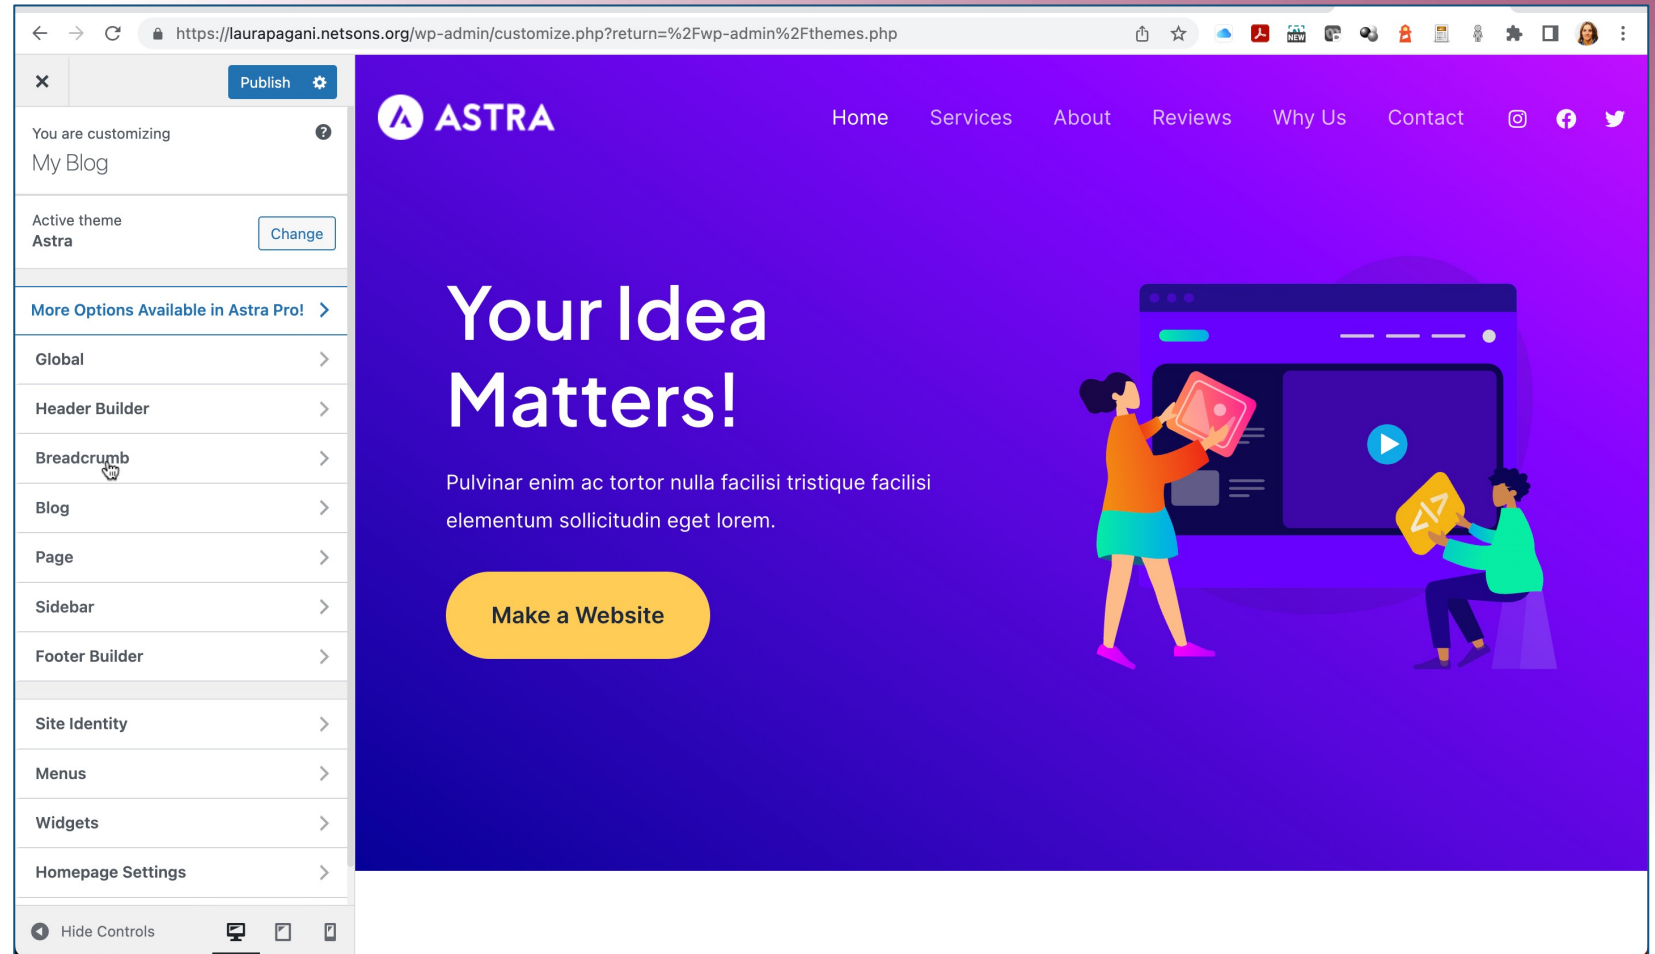 https://laurapagani.netsons.org/wp-admin/customize.php?return=%2Fwp-admin%2Fthemes.php
NEW
Publish
You are customizing
My Blog
Active theme
Astra
Change
More Options Available in Astra Pro!
Global
Header Builder
Breadcrumb
Blog
Page
Sidebar
Footer Builder
Site Identity
Menus
Widgets
Homepage Settings
Hide Controls
ASTRA
Home Services About Reviews Why Us Contact
Your Idea
Matters!
Pulvinar enim ac tortor nulla facilisi tristique facilisi
elementum sollicitudin eget lorem.
Make a Website